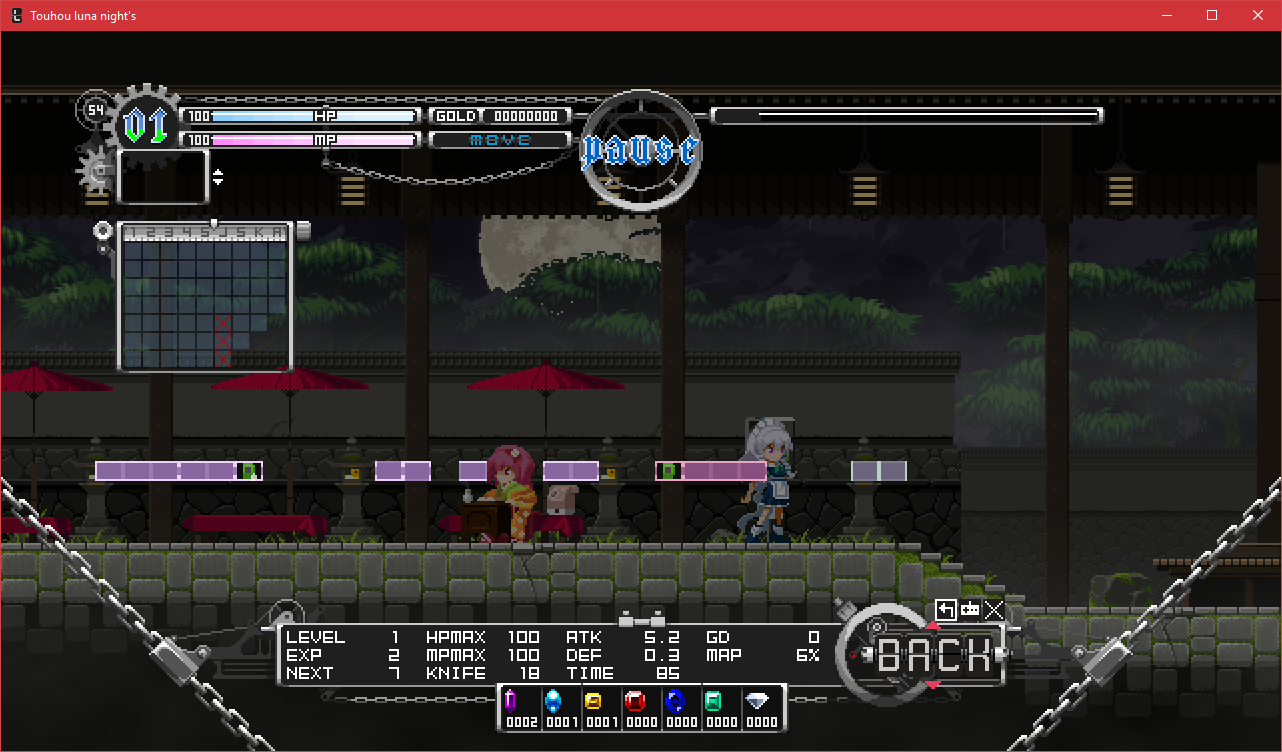 Touhou luna night's
54
01
100 HP
GOLD 00000000
100 MP
MOVE
pause
LEVEL 1 HPMAX 100 ATK 5.2 GD 0
EXP 2 MPMAX 100 DEF 0.3 MAP 6%
NEXT 7 KNIFE 18 TIME 85
BACK
0002 0001 0001 0000 0000 0000 0000